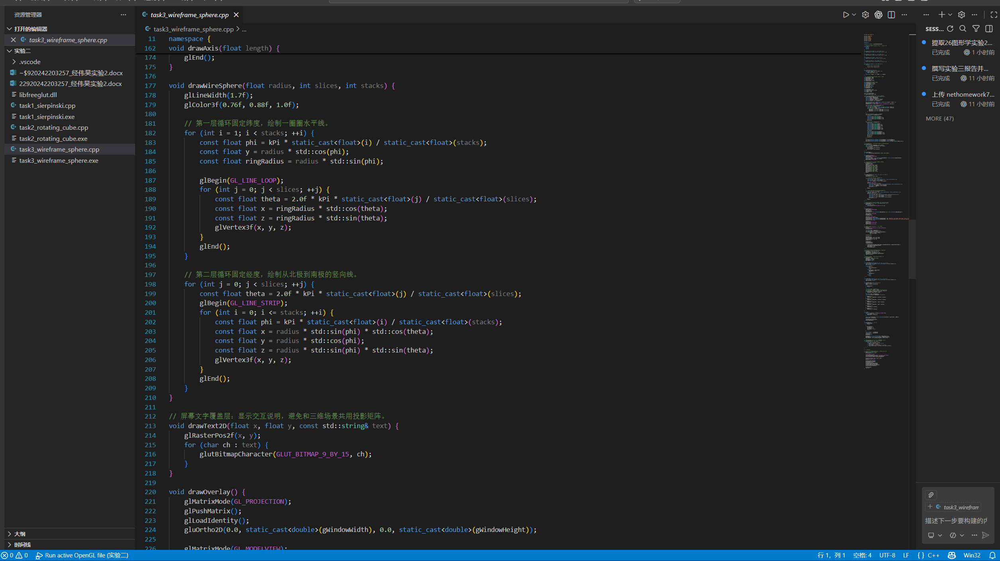 资源管理器
打开的编辑器
task3_wireframe_sphere.cpp
实验二
.vscode
~$920242203257_经伟昊实验2.docx
22920242203257_经伟昊实验2.docx
libfreeglut.dll
task1_sierpinski.cpp
task1_sierpinski.exe
task2_rotating_cube.cpp
task2_rotating_cube.exe
task3_wireframe_sphere.cpp
task3_wireframe_sphere.exe
大纲
时间线
task3_wireframe_sphere.cpp
task3_wireframe_sphere.cpp > ...
11 namespace {
162 void drawAxis(float length) {
174     glEnd();
175 }
176
177 void drawWireSphere(float radius, int slices, int stacks) {
178     glLineWidth(1.7f);
179     glColor3f(0.76f, 0.88f, 1.0f);
180
181     // 第一层循环固定纬度，绘制一圈圈水平线。
182     for (int i = 1; i < stacks; ++i) {
183         const float phi = kPi * static_cast<float>(i) / static_cast<float>(stacks);
184         const float y = radius * std::cos(phi);
185         const float ringRadius = radius * std::sin(phi);
186
187         glBegin(GL_LINE_LOOP);
188         for (int j = 0; j < slices; ++j) {
189             const float theta = 2.0f * kPi * static_cast<float>(j) / static_cast<float>(slices);
190             const float x = ringRadius * std::cos(theta);
191             const float z = ringRadius * std::sin(theta);
192             glVertex3f(x, y, z);
193         }
194         glEnd();
195     }
196
197     // 第二层循环固定经度，绘制从北极到南极的竖向线。
198     for (int j = 0; j < slices; ++j) {
199         const float theta = 2.0f * kPi * static_cast<float>(j) / static_cast<float>(slices);
200         glBegin(GL_LINE_STRIP);
201         for (int i = 0; i <= stacks; ++i) {
202             const float phi = kPi * static_cast<float>(i) / static_cast<float>(stacks);
203             const float x = radius * std::sin(phi) * std::cos(theta);
204             const float y = radius * std::cos(phi);
205             const float z = radius * std::sin(phi) * std::sin(theta);
206             glVertex3f(x, y, z);
207         }
208         glEnd();
209     }
210 }
211
212 // 屏幕文字覆盖层：显示交互说明，避免和三维场景共用投影矩阵。
213 void drawText2D(float x, float y, const std::string& text) {
214     glRasterPos2f(x, y);
215     for (char ch : text) {
216         glutBitmapCharacter(GLUT_BITMAP_9_BY_15, ch);
217     }
218 }
219
220 void drawOverlay() {
221     glMatrixMode(GL_PROJECTION);
222     glPushMatrix();
223     glLoadIdentity();
224     gluOrtho2D(0.0, static_cast<double>(gWindowWidth), 0.0, static_cast<double>(gWindowHeight));
225
226     glMatrixMode(GL_MODELVIEW);
SESS...
提取26图形学实验2...
已完成 1 小时前
撰写实验三报告并...
已完成 11 小时前
上传 nethomework7...
已完成 11 小时前
MORE (47)
task3_wirefram
描述下一步要构建的内
0 0 Run active OpenGL file (实验二)
行 1，列 1 空格: 4 UTF-8 LF {} C++ Win32